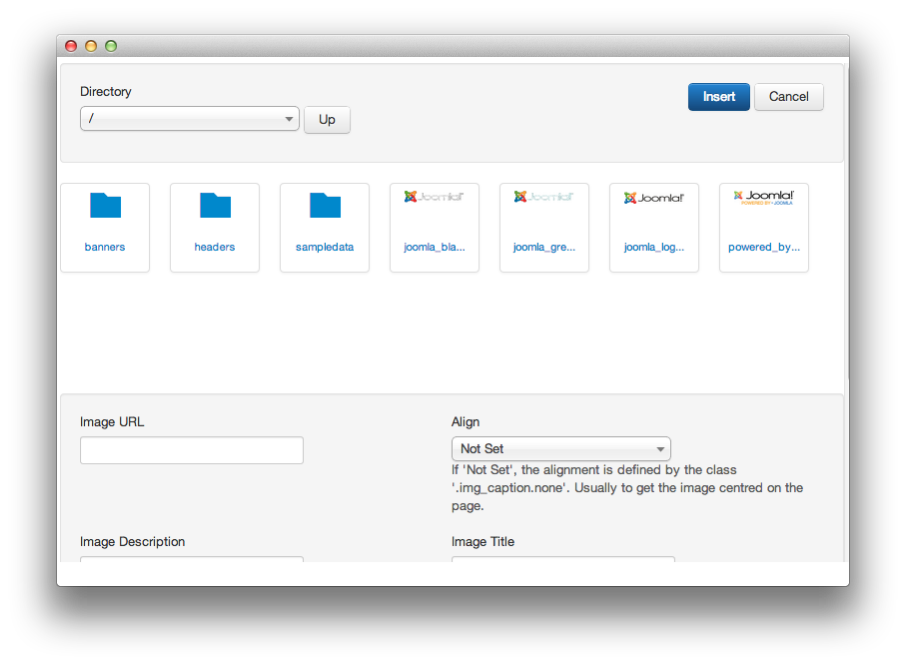 Directory
/
Up
Insert
Cancel
Joomla!
Joomla!
Joomla!
Joomla!
POWERED BY JOOMLA
banners
headers
sampledata
joomla_bla...
joomla_gre...
joomla_log...
powered_by...
Image URL
Align
Not Set
If 'Not Set', the alignment is defined by the class
'.img_caption.none'. Usually to get the image centred on the
page.
Image Description
Image Title